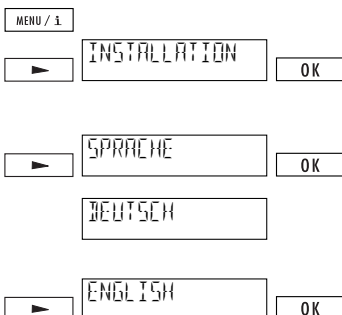 MENU / i
INSTALLATION
OK
SPRACHE
OK
DEUTSCH
ENGLISH
OK